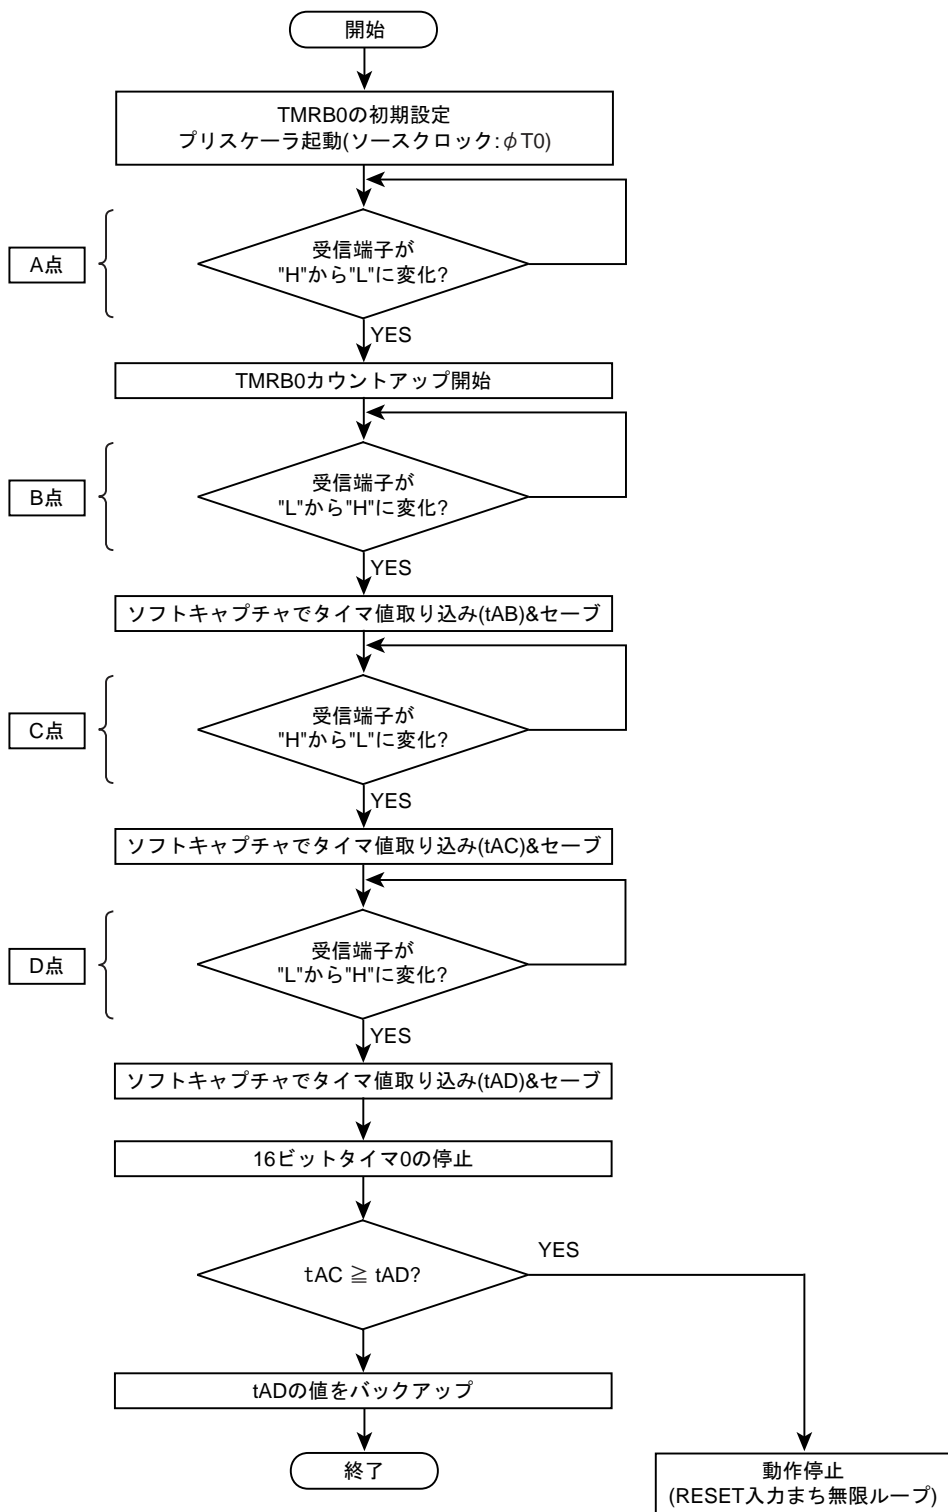 開始
TMRB0の初期設定
プリスケーラ起動(ソースクロック:φT0)
A点
受信端子が
"H"から"L"に変化?
YES
TMRB0カウントアップ開始
B点
受信端子が
"L"から"H"に変化?
YES
ソフトキャプチャでタイマ値取り込み(tAB)&セーブ
C点
受信端子が
"H"から"L"に変化?
YES
ソフトキャプチャでタイマ値取り込み(tAC)&セーブ
D点
受信端子が
"L"から"H"に変化?
YES
ソフトキャプチャでタイマ値取り込み(tAD)&セーブ
16ビットタイマ0の停止
YES
tAC ≧ tAD?
tADの値をバックアップ
終了
動作停止
(RESET入力まち無限ループ)